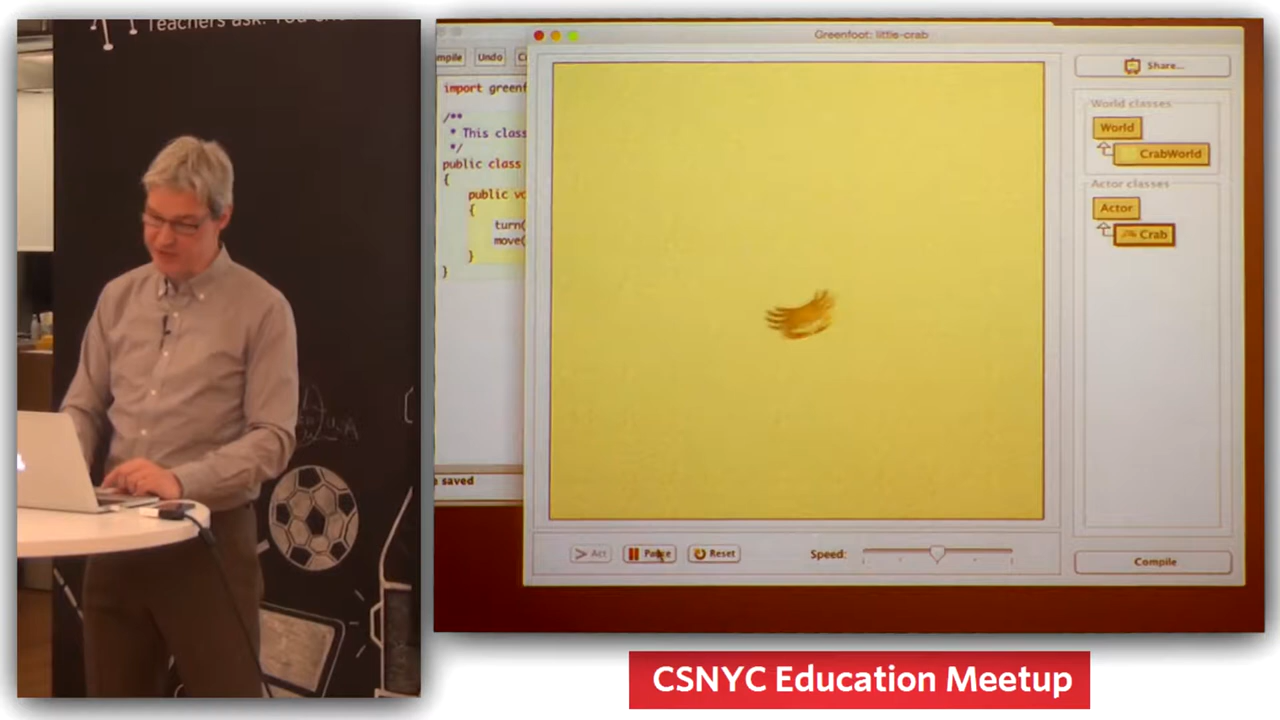 Teachers ask. You
Greenfoot: little-crab
mpile
Undo
import greenf
/**
* This class
*/
public class
{
public vo
{
turn(
move(
}
}
saved
Share...
World classes
World
CrabWorld
Actor classes
Actor
Crab
Act
Pause
Reset
Speed:
Compile
CSNYC Education Meetup